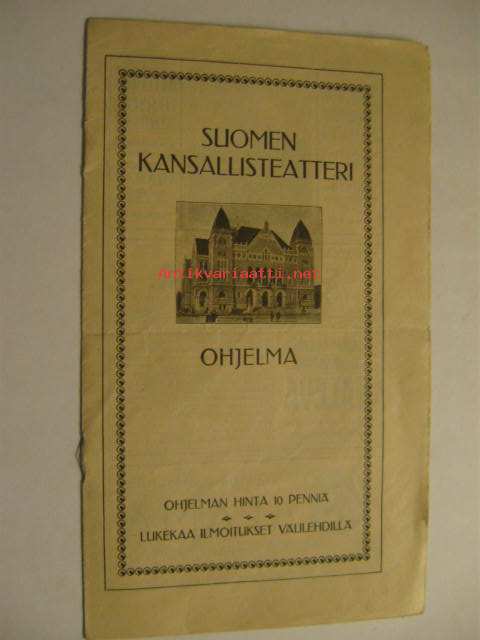 SUOMEN
KANSALLISTEATTERI
Antikvariaatti.net
OHJELMA
OHJELMAN HINTA 10 PENNIÄ
LUKEKAA ILMOITUKSET VÄLILEHDILLÄ